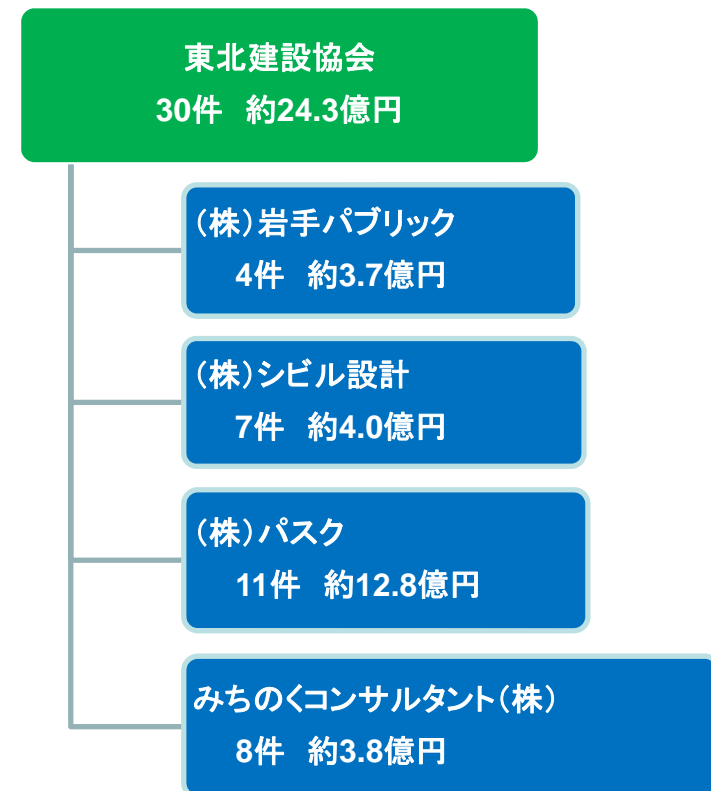 東北建設協会
30件 約24.3億円
(株)岩手パブリック
4件 約3.7億円
(株)シビル設計
7件 約4.0億円
(株)パスク
11件 約12.8億円
みちのくコンサルタント(株)
8件 約3.8億円